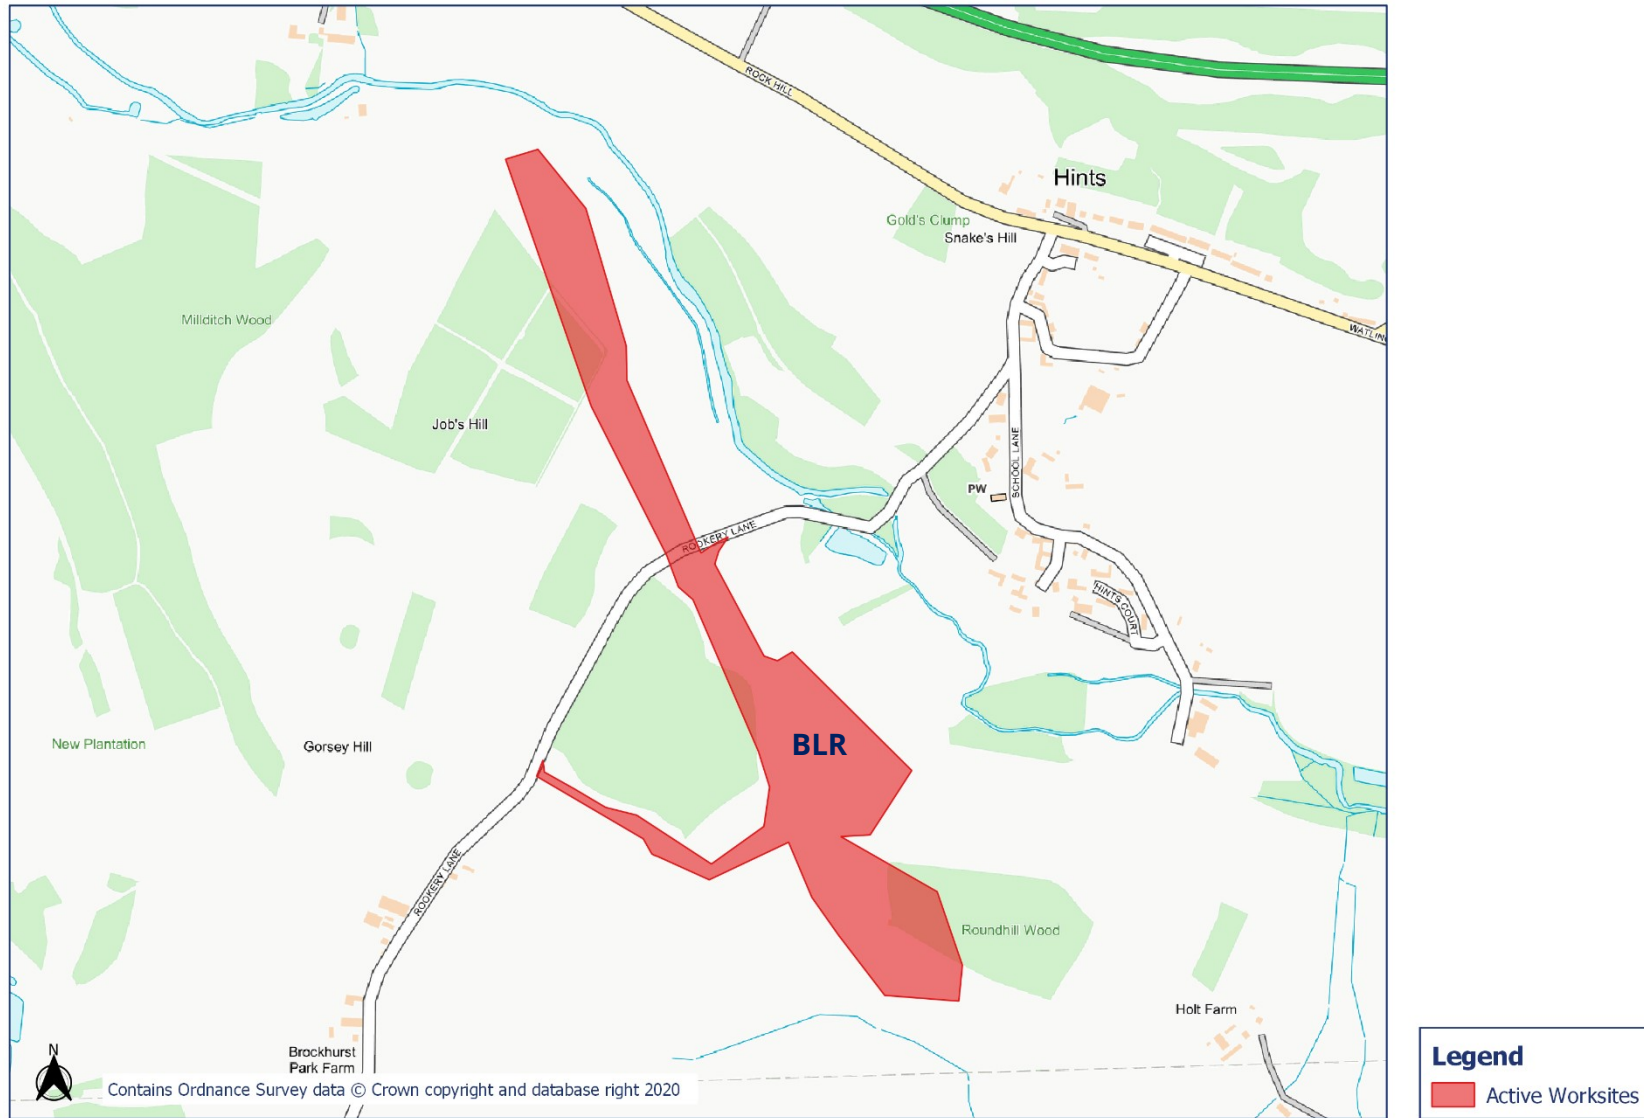 ROCK HILL
Hints
Gold's Clump
Snake's Hill
WATLIN
Millditch Wood
Job's Hill
SCHOOL LANE
PW
ROOKERY LANE
HINTS COURT
New Plantation
Gorsey Hill
BLR
ROOKERY LANE
Roundhill Wood
Holt Farm
N
Brockhurst
Park Farm
Contains Ordnance Survey data © Crown copyright and database right 2020
Legend
Active Worksites